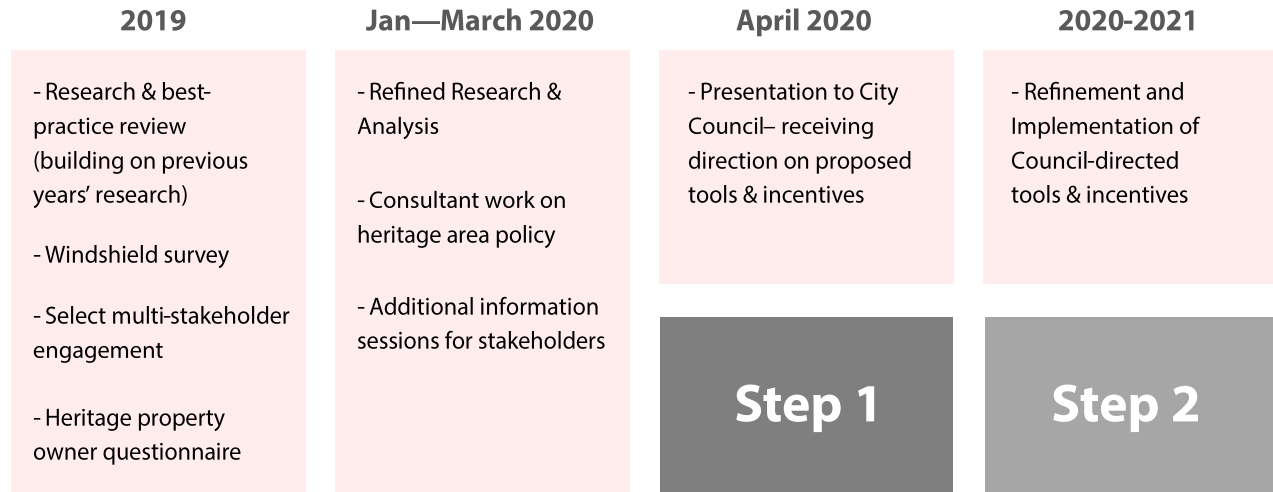 2019
- Research & best-
practice review
(building on previous
years’ research)
- Windshield survey
- Select multi-stakeholder
engagement
- Heritage property
owner questionnaire
Jan—March 2020
- Refined Research &
Analysis
- Consultant work on
heritage area policy
- Additional information
sessions for stakeholders
April 2020
- Presentation to City
Council– receiving
direction on proposed
tools & incentives
Step 1
2020-2021
- Refinement and
Implementation of
Council-directed
tools & incentives
Step 2